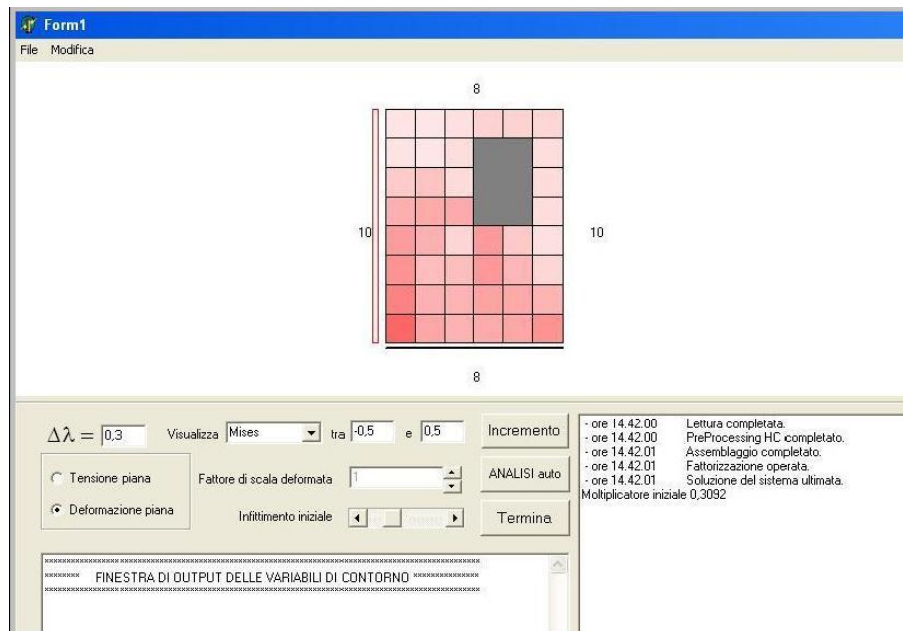 Form1
File Modifica
8
10
10
8
Δλ = 0,3
Visualizza Mises tra -0,5 e 0,5
Incremento
Tensione piana
Deformazione piana
Fattore di scala deformata 1
Infittimento iniziale
ANALISI auto
Termina
- ore 14.42.00 Lettura completata.
- ore 14.42.00 PreProcessing HC completato.
- ore 14.42.01 Assemblaggio completato.
- ore 14.42.01 Fattorizzazione operata.
- ore 14.42.01 Soluzione del sistema ultimata.
Moltiplicatore iniziale 0,3092
FINESTRA DI OUTPUT DELLE VARIABILI DI CONTORNO